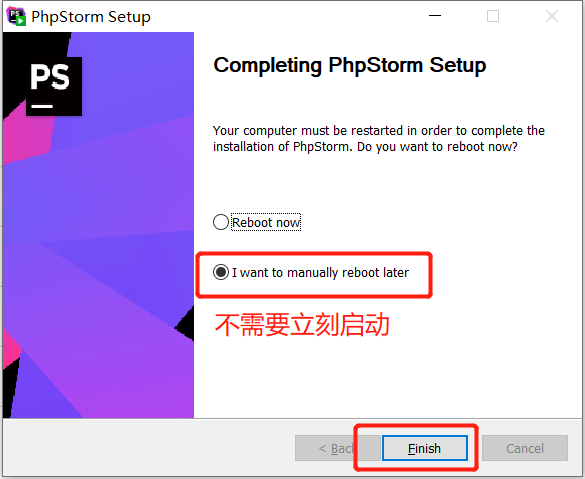 PhpStorm Setup
PS
Completing PhpStorm Setup
Your computer must be restarted in order to complete the
installation of PhpStorm. Do you want to reboot now?
Reboot now
I want to manually reboot later
不需要立刻启动
< Back
Finish
Cancel